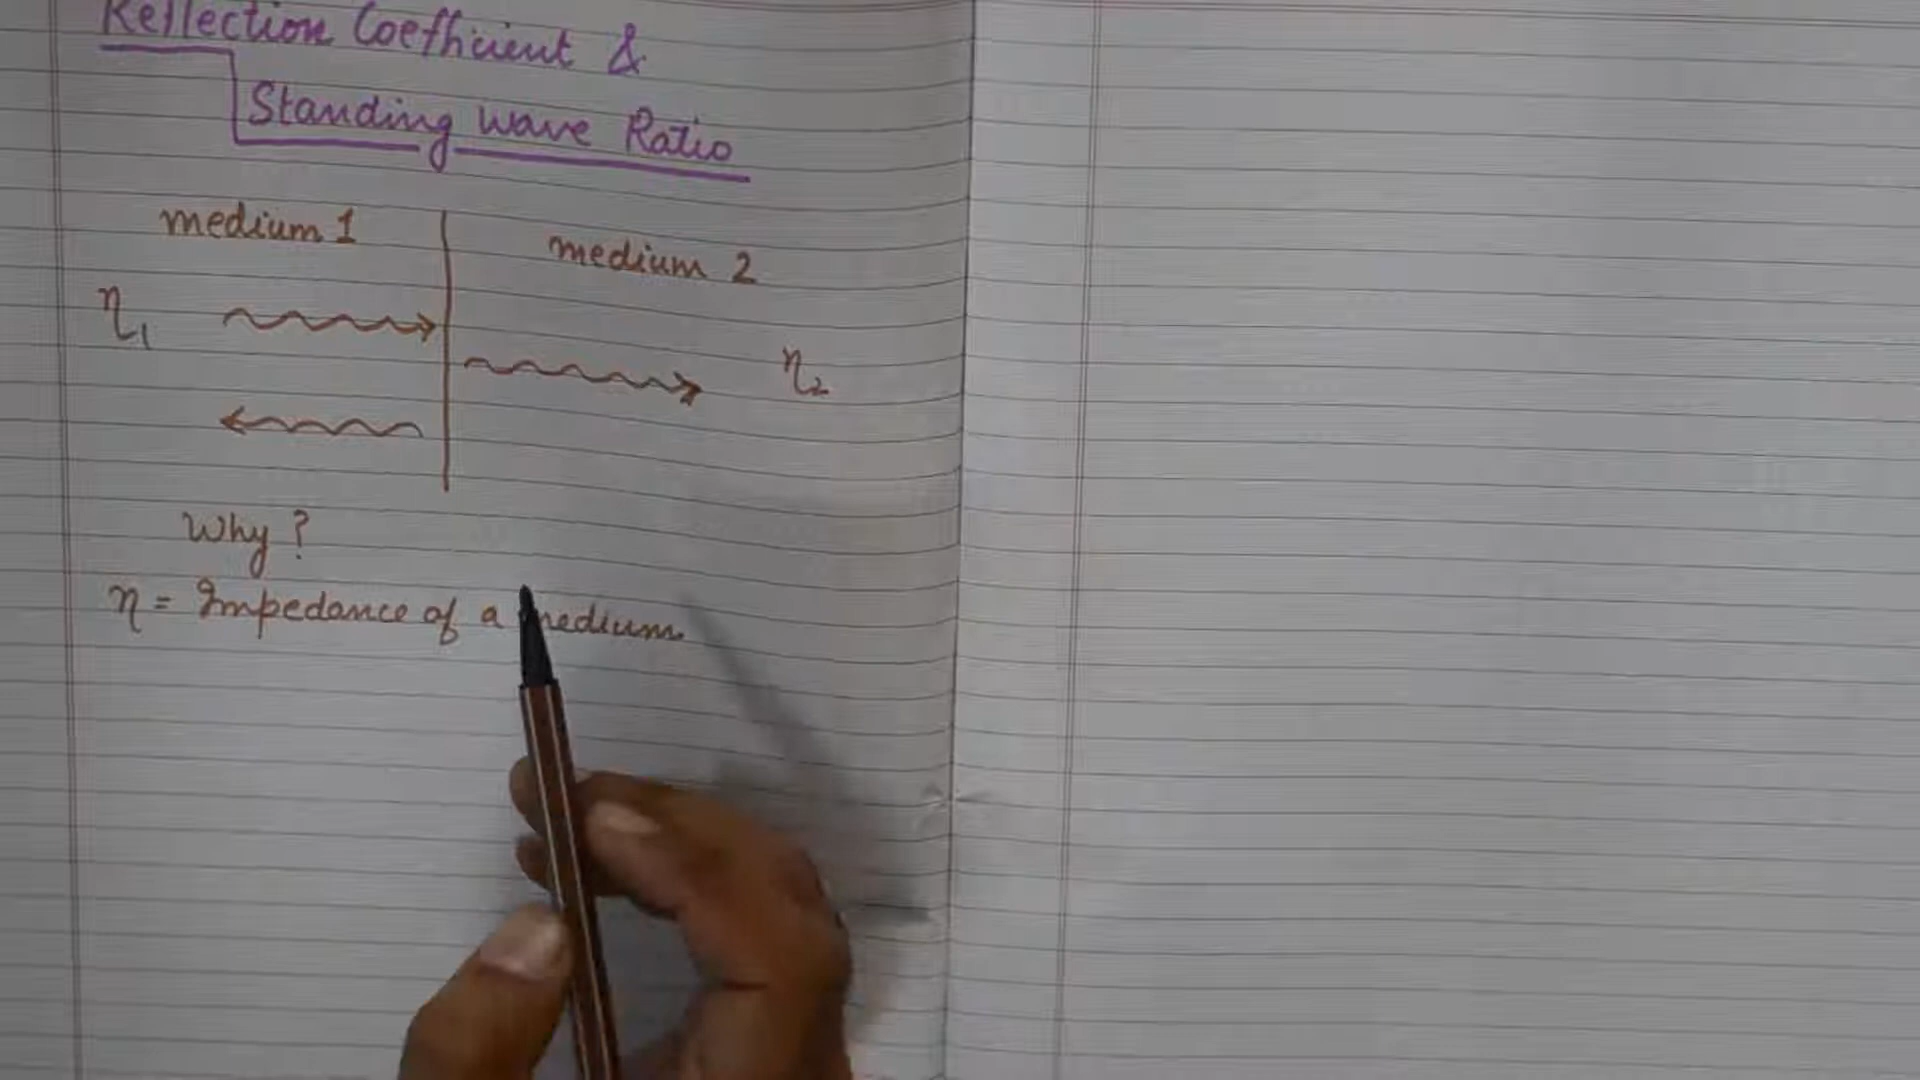 Reflection Coefficient &
Standing Wave Ratio
medium 1
medium 2
η1
η2
Why?
η = Impedance of a medium.